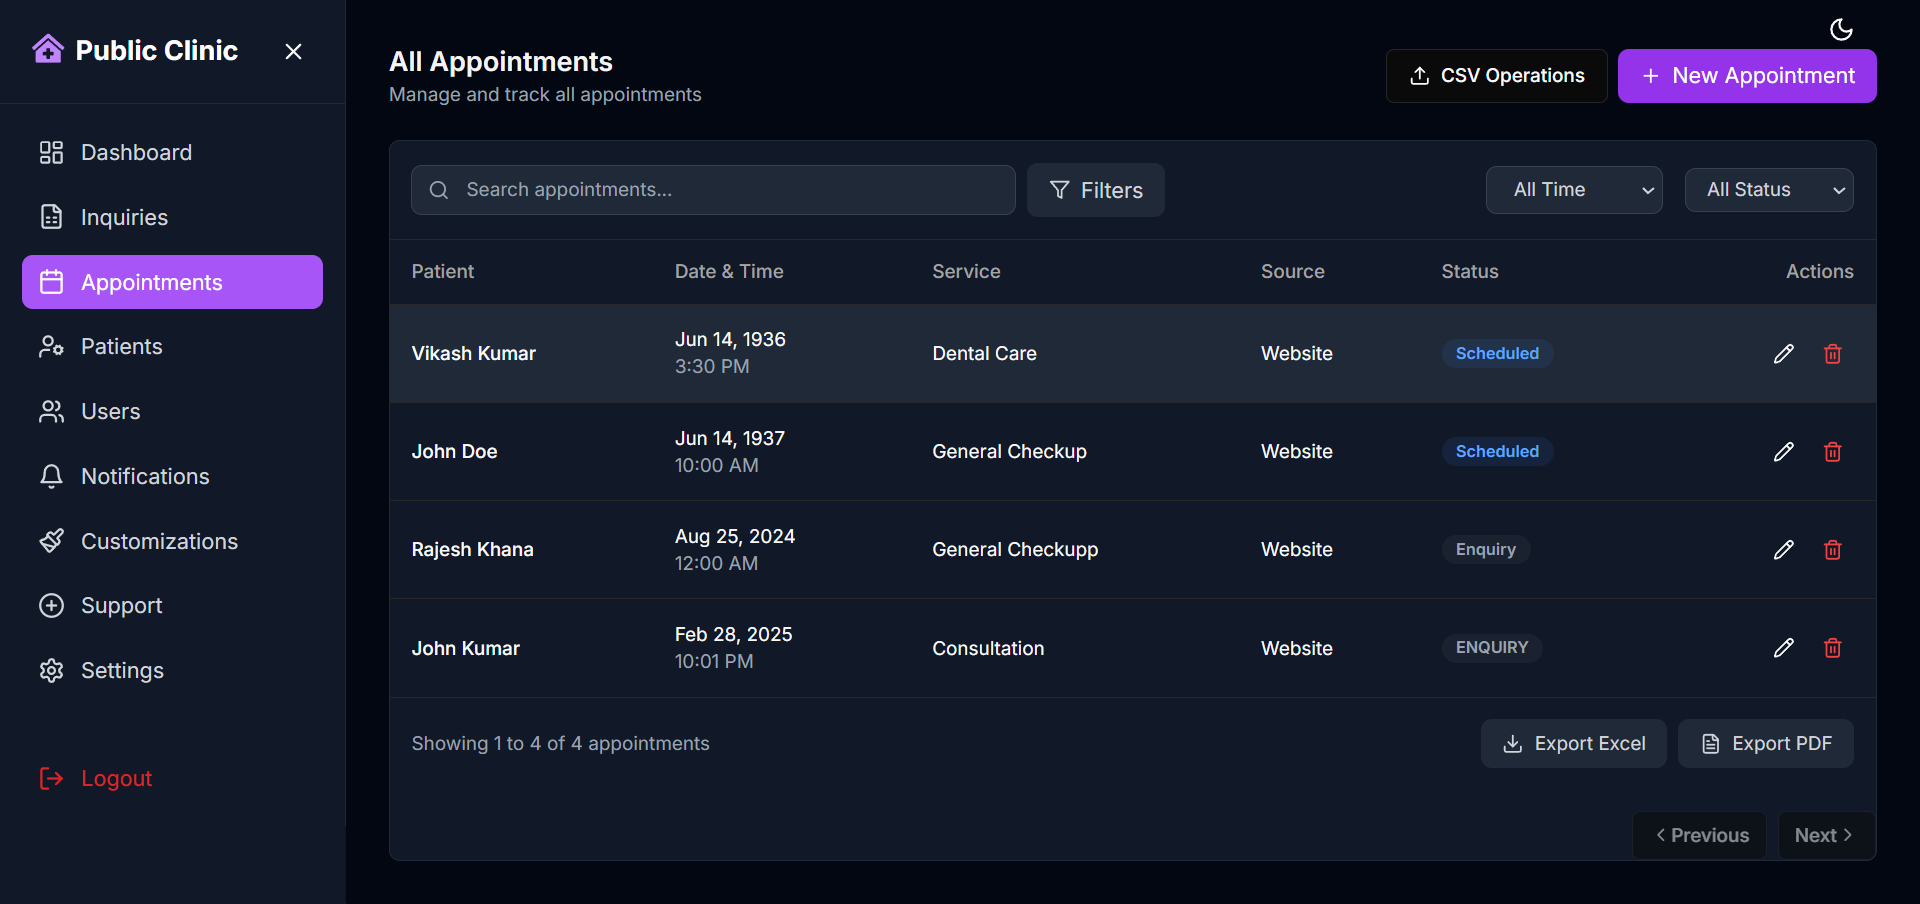 Public Clinic
Dashboard
Inquiries
Appointments
Patients
Users
Notifications
Customizations
Support
Settings
Logout
All Appointments
Manage and track all appointments
CSV Operations
New Appointment
Search appointments...
Filters
All Time
All Status
Patient Date & Time Service Source Status Actions
Vikash Kumar Jun 14, 1936 3:30 PM Dental Care Website Scheduled
John Doe Jun 14, 1937 10:00 AM General Checkup Website Scheduled
Rajesh Khana Aug 25, 2024 12:00 AM General Checkupp Website Enquiry
John Kumar Feb 28, 2025 10:01 PM Consultation Website ENQUIRY
Showing 1 to 4 of 4 appointments
Export Excel
Export PDF
Previous
Next